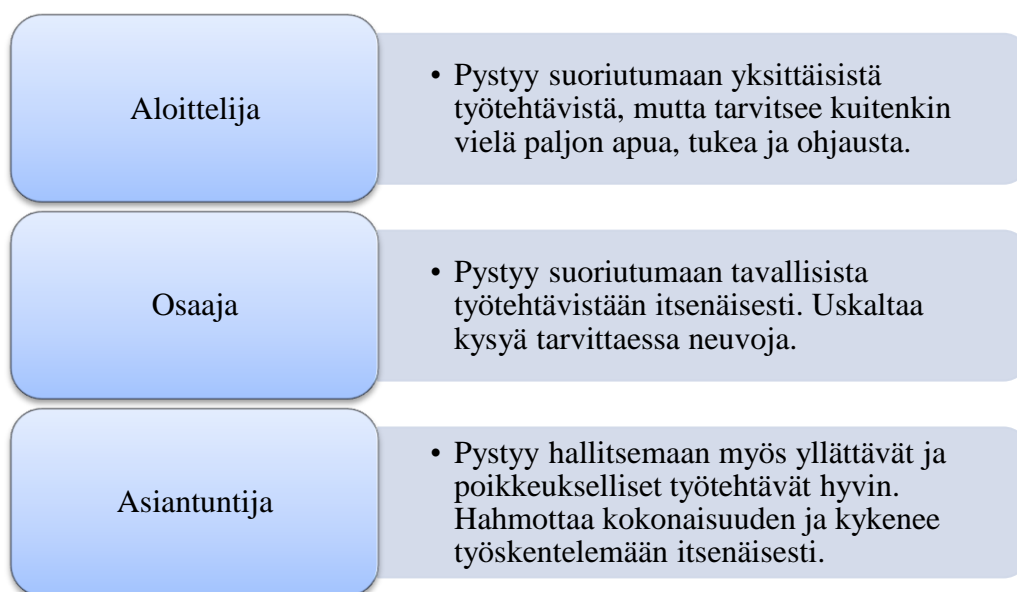 Aloittelija
• Pystyy suoriutumaan yksittäisistä
työtehtävistä, mutta tarvitsee kuitenkin
vielä paljon apua, tukea ja ohjausta.
Osaaja
• Pystyy suoriutumaan tavallisista
työtehtävistään itsenäisesti. Uskaltaa
kysyä tarvittaessa neuvoja.
Asiantuntija
• Pystyy hallitsemaan myös yllättävät ja
poikkeukselliset työtehtävät hyvin.
Hahmottaa kokonaisuuden ja kykenee
työskentelemään itsenäisesti.